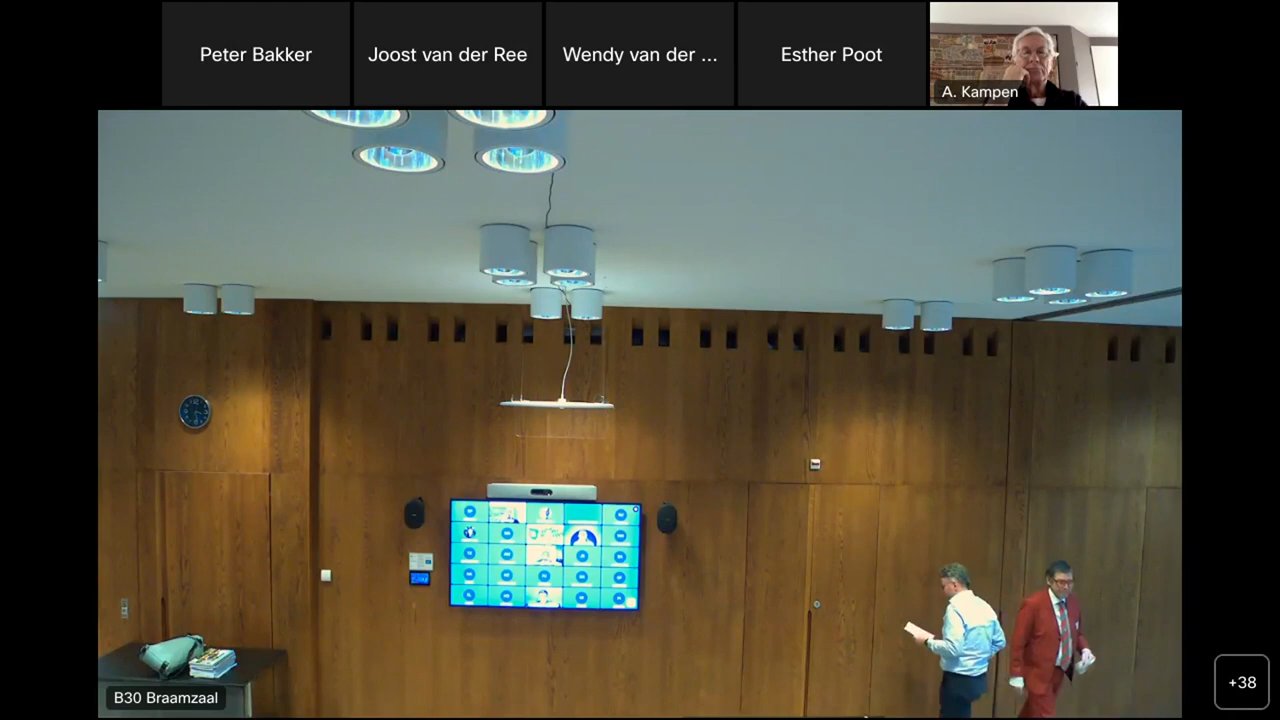 Peter Bakker
Joost van der Ree
Wendy van der ...
Esther Poot
A. Kampen
B30 Braamzaal
+38